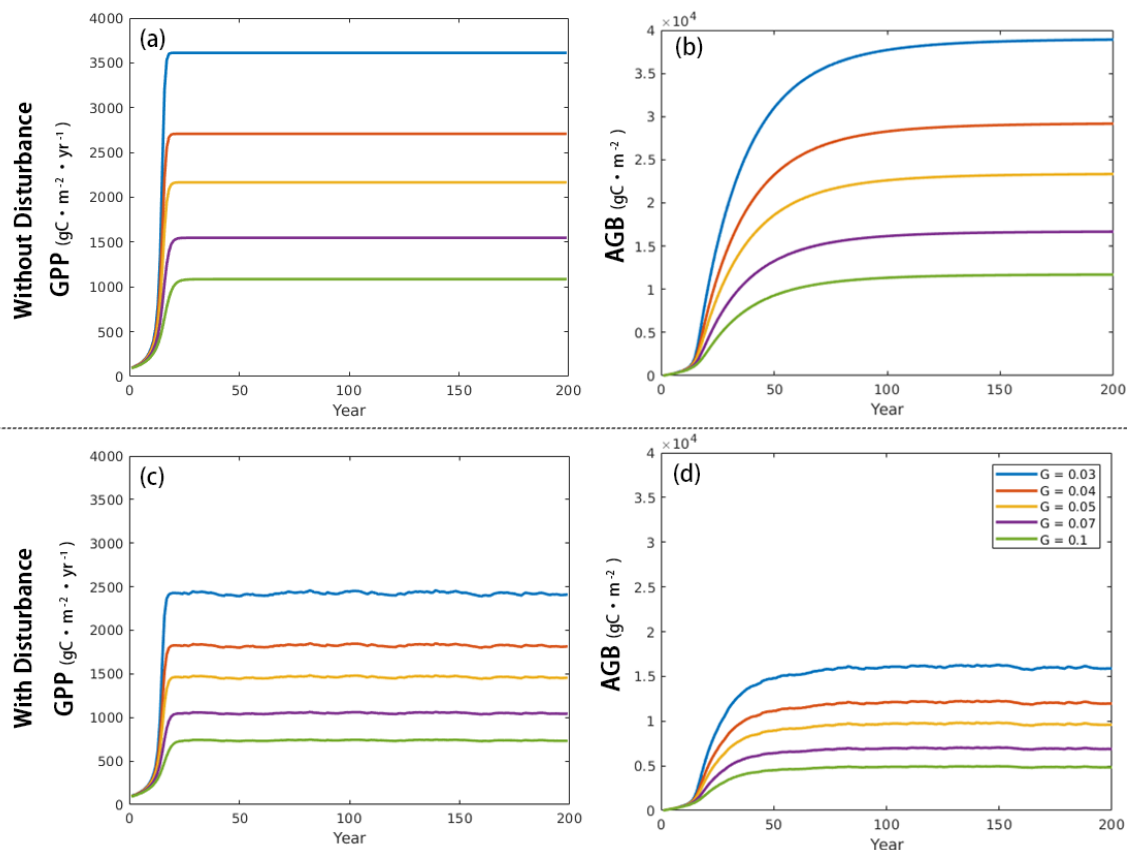 Without Disturbance
GPP (gC • m⁻² • yr⁻¹)
(a)
4000
3500
3000
2500
2000
1500
1000
500
0
0 50 100 150 200
Year
AGB (gC • m⁻²)
×10⁴
(b)
4
3.5
3
2.5
2
1.5
1
0.5
0
0 50 100 150 200
Year
With Disturbance
GPP (gC • m⁻² • yr⁻¹)
(c)
4000
3500
3000
2500
2000
1500
1000
500
0
0 50 100 150 200
Year
AGB (gC • m⁻²)
×10⁴
(d)
4
3.5
3
2.5
2
1.5
1
0.5
0
0 50 100 150 200
Year
G = 0.03
G = 0.04
G = 0.05
G = 0.07
G = 0.1